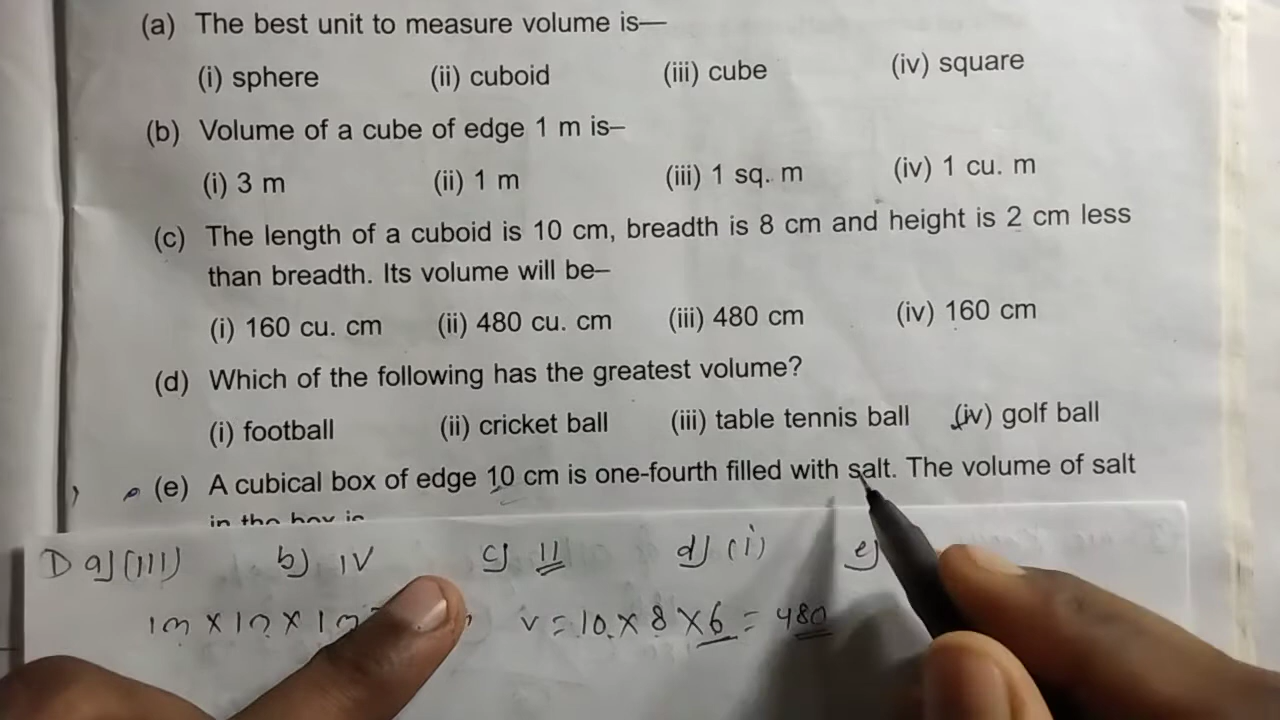 (a) The best unit to measure volume is—
(i) sphere (ii) cuboid (iii) cube (iv) square
(b) Volume of a cube of edge 1 m is–
(i) 3 m (ii) 1 m (iii) 1 sq. m (iv) 1 cu. m
(c) The length of a cuboid is 10 cm, breadth is 8 cm and height is 2 cm less
than breadth. Its volume will be–
(i) 160 cu. cm (ii) 480 cu. cm (iii) 480 cm (iv) 160 cm
(d) Which of the following has the greatest volume?
(i) football (ii) cricket ball (iii) table tennis ball (iv) golf ball
(e) A cubical box of edge 10 cm is one-fourth filled with salt. The volume of salt
in the box is
a) (III) b) IV c) II d) (i) e)
1m × 1m × 1m v = 10 × 8 × 6 = 480